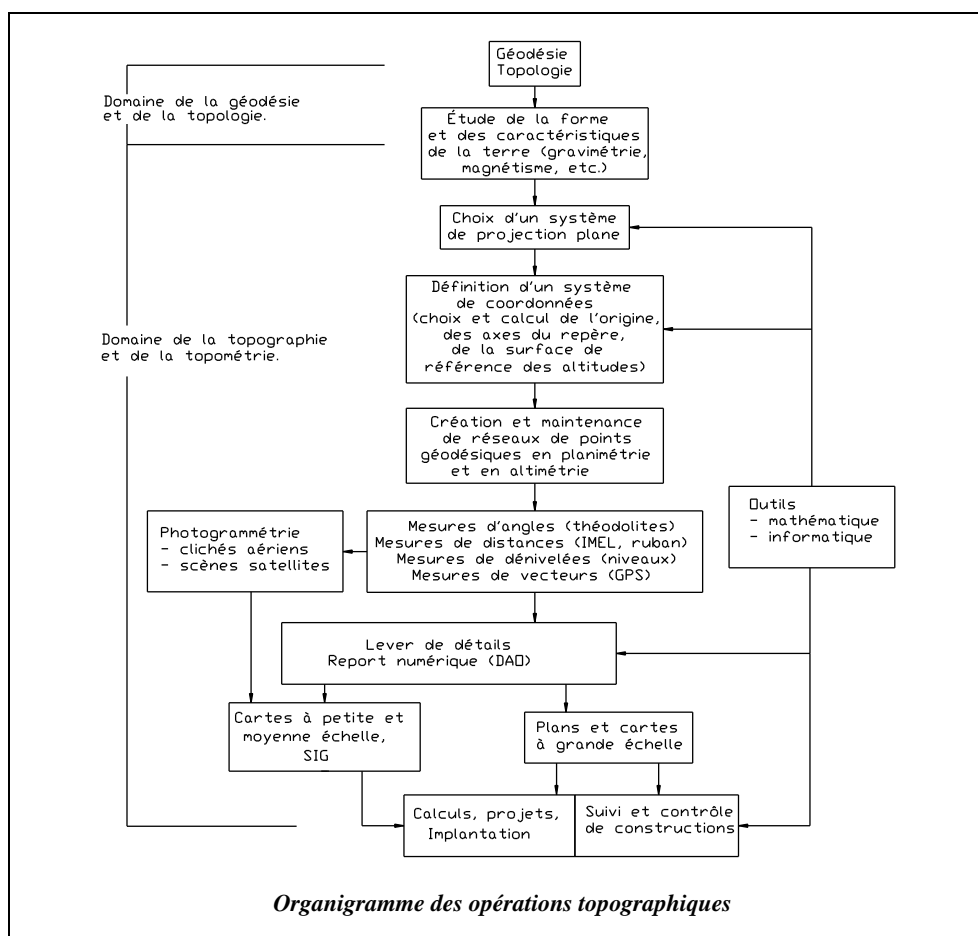 Géodésie
Topologie
Domaine de la géodésie
et de la topologie.
Étude de la forme
et des caractéristiques
de la terre (gravimétrie,
magnétisme, etc.)
Choix d'un système
de projection plane
Définition d'un système
de coordonnées
(choix et calcul de l'origine,
des axes du repère,
de la surface de
référence des altitudes)
Domaine de la topographie
et de la topométrie.
Création et maintenance
de réseaux de points
géodésiques en planimétrie
et en altimétrie
Outils
- mathématique
- informatique
Photogrammétrie
- clichés aériens
- scènes satellites
Mesures d'angles (théodolites)
Mesures de distances (IMEL, ruban)
Mesures de dénivelées (niveaux)
Mesures de vecteurs (GPS)
Lever de détails
Report numérique (DAO)
Cartes à petite et
moyenne échelle,
SIG
Plans et cartes
à grande échelle
Calculs, projets,
Implantation
Suivi et contrôle
de constructions
Organigramme des opérations topographiques